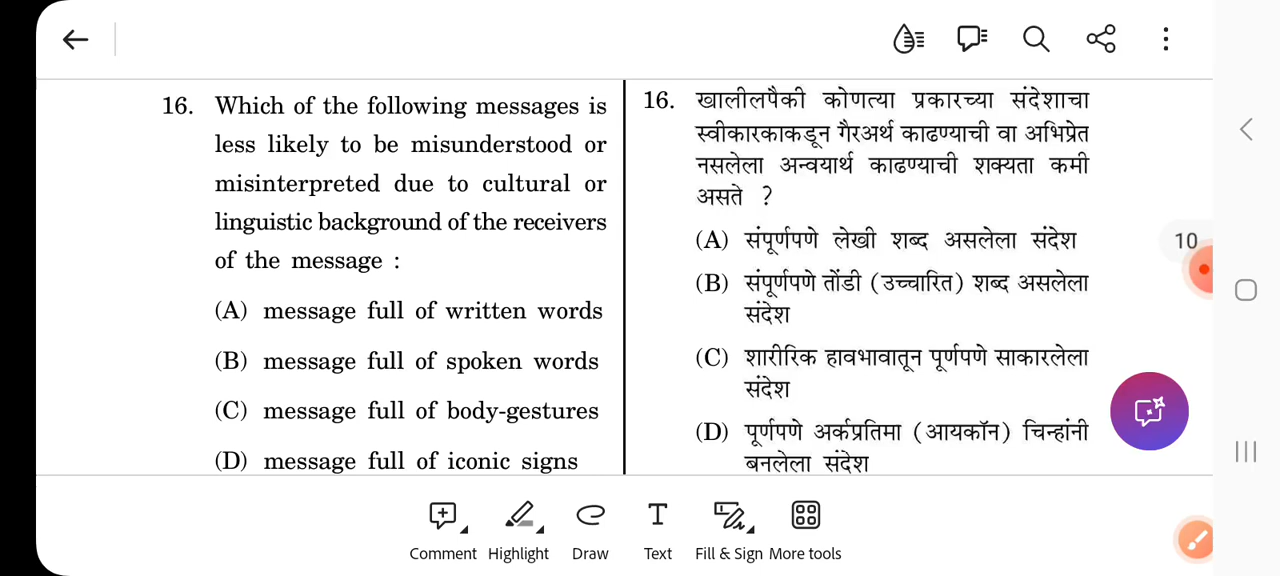 16. Which of the following messages is
less likely to be misunderstood or
misinterpreted due to cultural or
linguistic background of the receivers
of the message :
(A) message full of written words
(B) message full of spoken words
(C) message full of body-gestures
(D) message full of iconic signs
16. खालीलपैकी कोणत्या प्रकारच्या संदेशाचा
स्वीकारकाकडून गैरअर्थ काढण्याची वा अभिप्रेत
नसलेला अन्वयार्थ काढण्याची शक्यता कमी
असते ?
(A) संपूर्णपणे लेखी शब्द असलेला संदेश
(B) संपूर्णपणे तोंडी (उच्चारित) शब्द असलेला
संदेश
(C) शारीरिक हावभावातून पूर्णपणे साकारलेला
संदेश
(D) पूर्णपणे अर्कप्रतिमा (आयकॉन) चिन्हांनी
बनलेला संदेश
10
Comment Highlight Draw Text Fill & Sign More tools